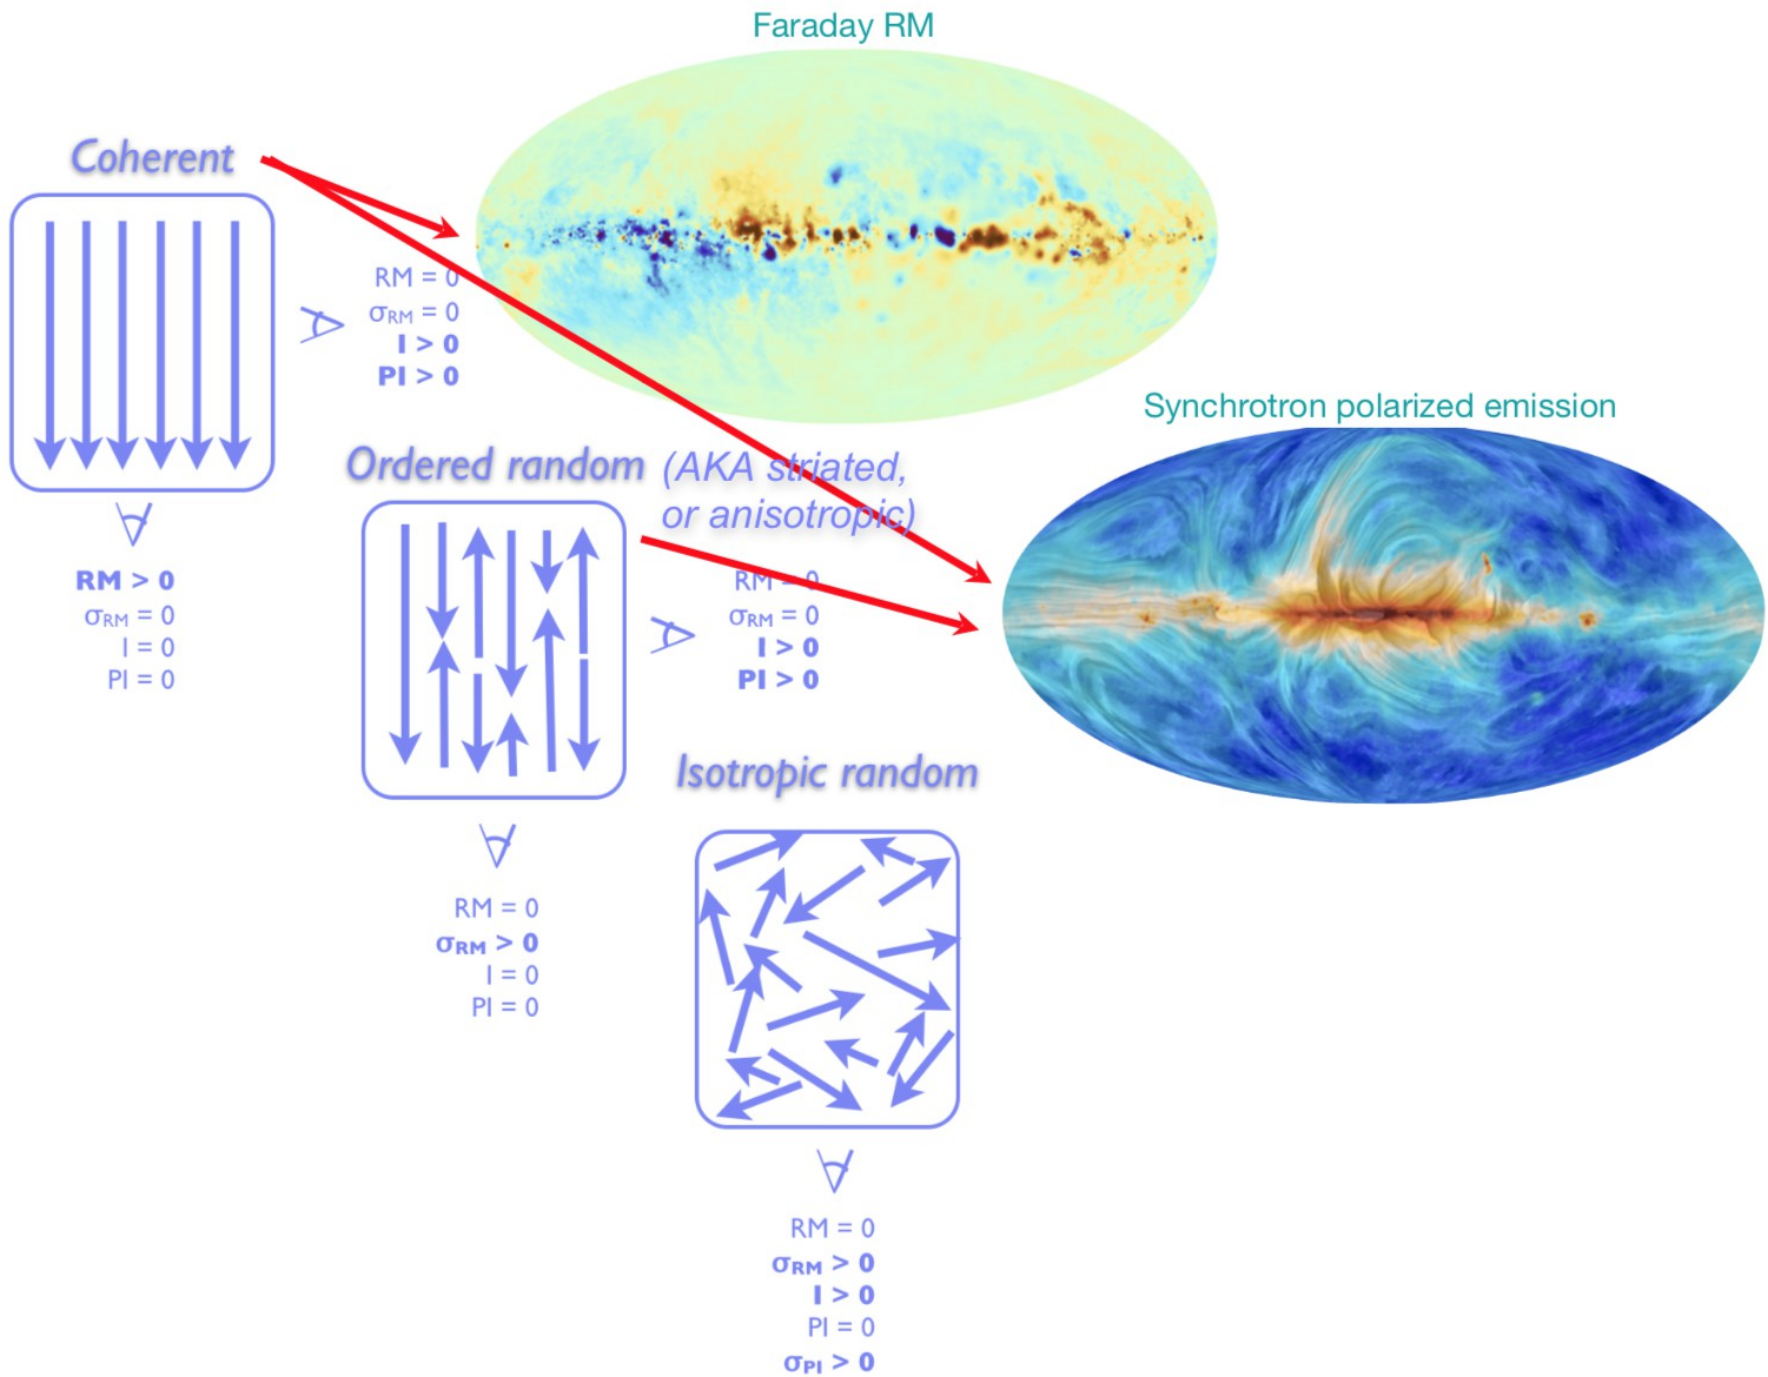 Faraday RM
Coherent
RM = 0
σRM = 0
I > 0
PI > 0
Synchrotron polarized emission
Ordered random (AKA striated,
or anisotropic)
RM > 0
σRM = 0
I = 0
PI = 0
RM = 0
σRM = 0
I > 0
PI > 0
Isotropic random
RM = 0
σRM > 0
I = 0
PI = 0
RM = 0
σRM > 0
I > 0
PI = 0
σPI > 0